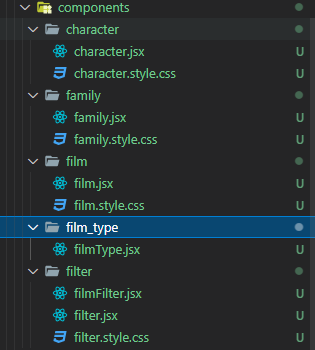 components
character
character.jsx U
character.style.css U
family
family.jsx U
family.style.css U
film
film.jsx U
film.style.css U
film_type
filmType.jsx U
filter
filmFilter.jsx U
filter.jsx U
filter.style.css U